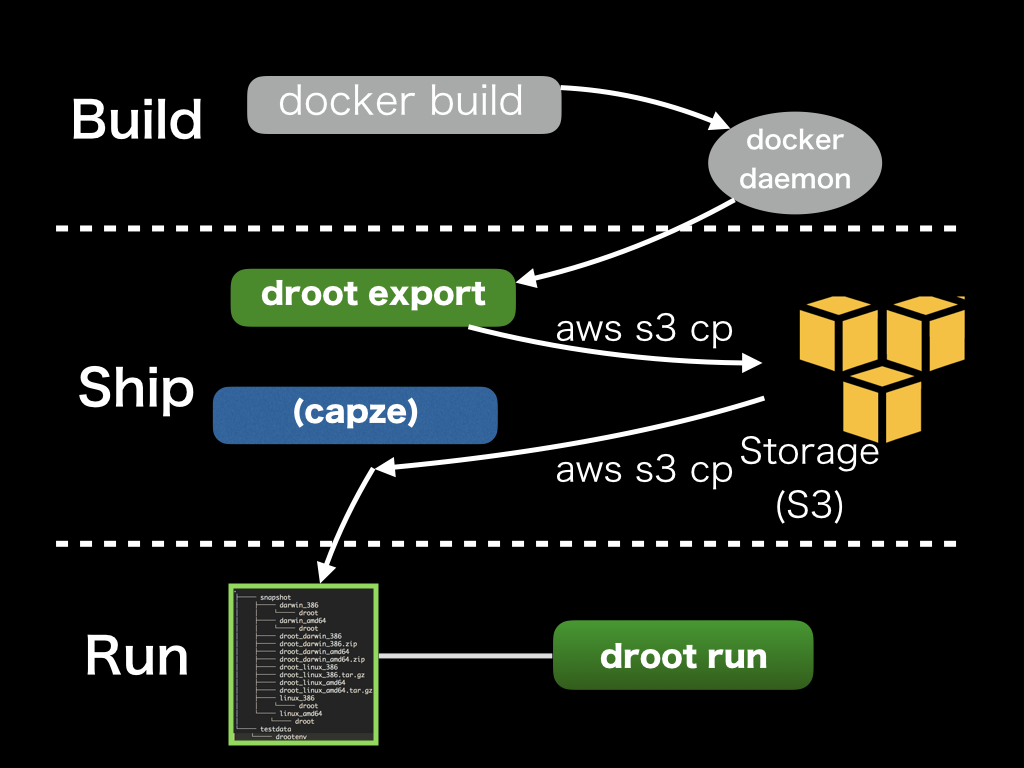 Build
docker build
docker
daemon
droot export
aws s3 cp
Ship
(capze)
aws s3 cp
Storage
(S3)
Run
snapshot
darwin_386
droot
darwin_amd64
droot
droot_darwin_386
droot_darwin_386.zip
droot_darwin_amd64
droot_darwin_amd64.zip
droot_linux_386
droot_linux_386.tar.gz
droot_linux_amd64
droot_linux_amd64.tar.gz
linux_386
droot
linux_amd64
droot
testdata
drootenv
droot run